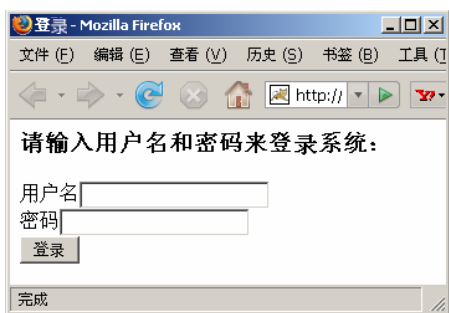 登录 - Mozilla Firefox
文件 (F) 编辑 (E) 查看 (V) 历史 (S) 书签 (B) 工具 (T
http://
请输入用户名和密码来登录系统：
用户名
密码
登录
完成